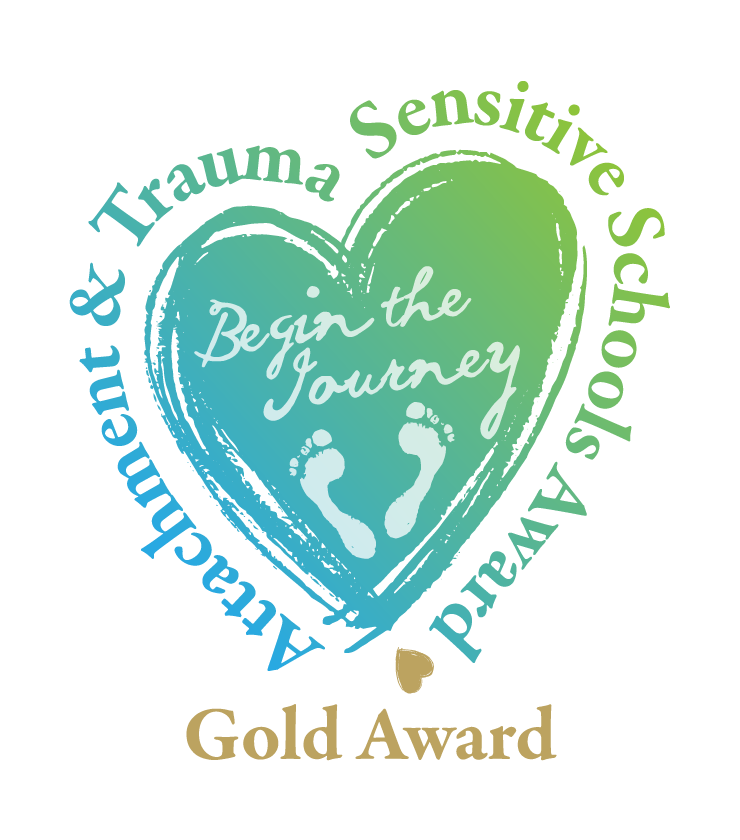 Attachment & Trauma Sensitive Schools Award
Begin the
Journey
Gold Award